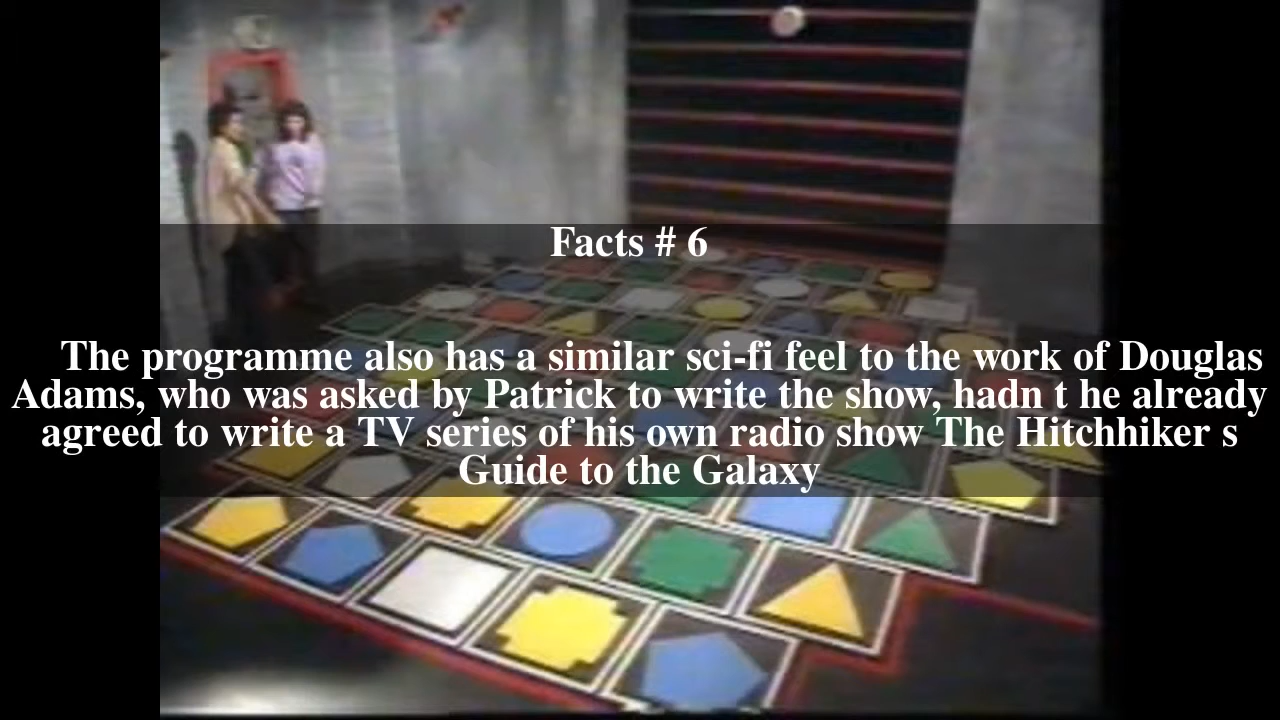 Facts # 6
The programme also has a similar sci-fi feel to the work of Douglas
Adams, who was asked by Patrick to write the show, hadn t he already
agreed to write a TV series of his own radio show The Hitchhiker s
Guide to the Galaxy